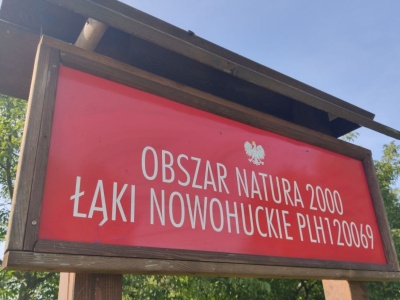 OBSZAR NATURA 2000
ŁĄKI NOWOHUCKIE PLH120069